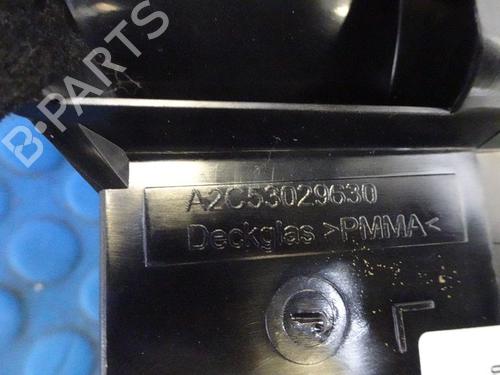 B-PARTS
A2C53029630
Deckglas >PMMA<
L